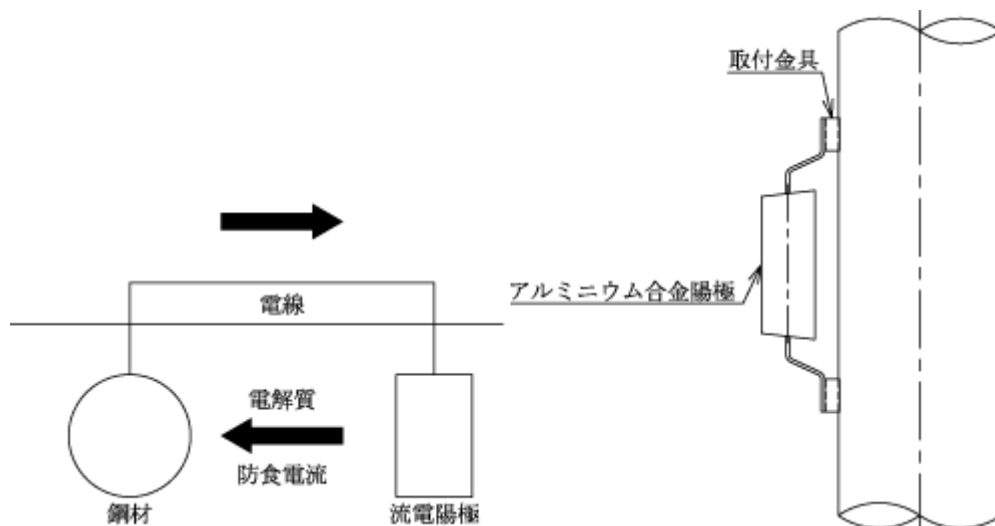 電線
電解質
防食電流
鋼材
流電陽極
取付金具
アルミニウム合金陽極